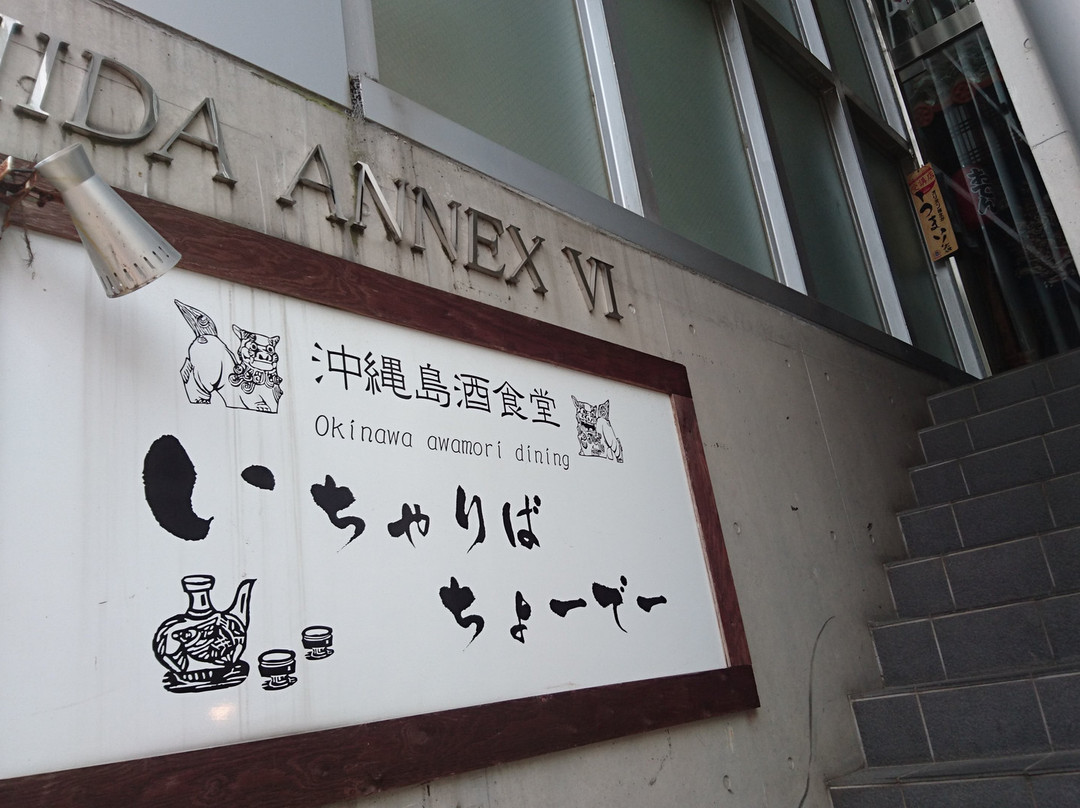 IIDA ANNEX VI
沖縄島酒食堂
Okinawa awamori dining
いちゃりば
ちょーでー